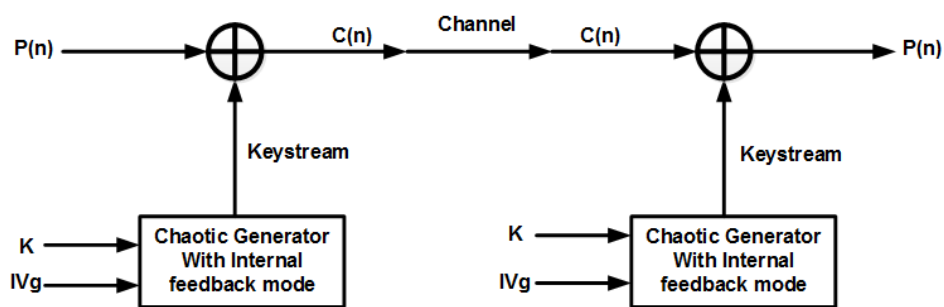 Channel
P(n)
C(n)
C(n)
P(n)
Keystream
Keystream
K
IVg
Chaotic Generator
With Internal
feedback mode
K
IVg
Chaotic Generator
With Internal
feedback mode